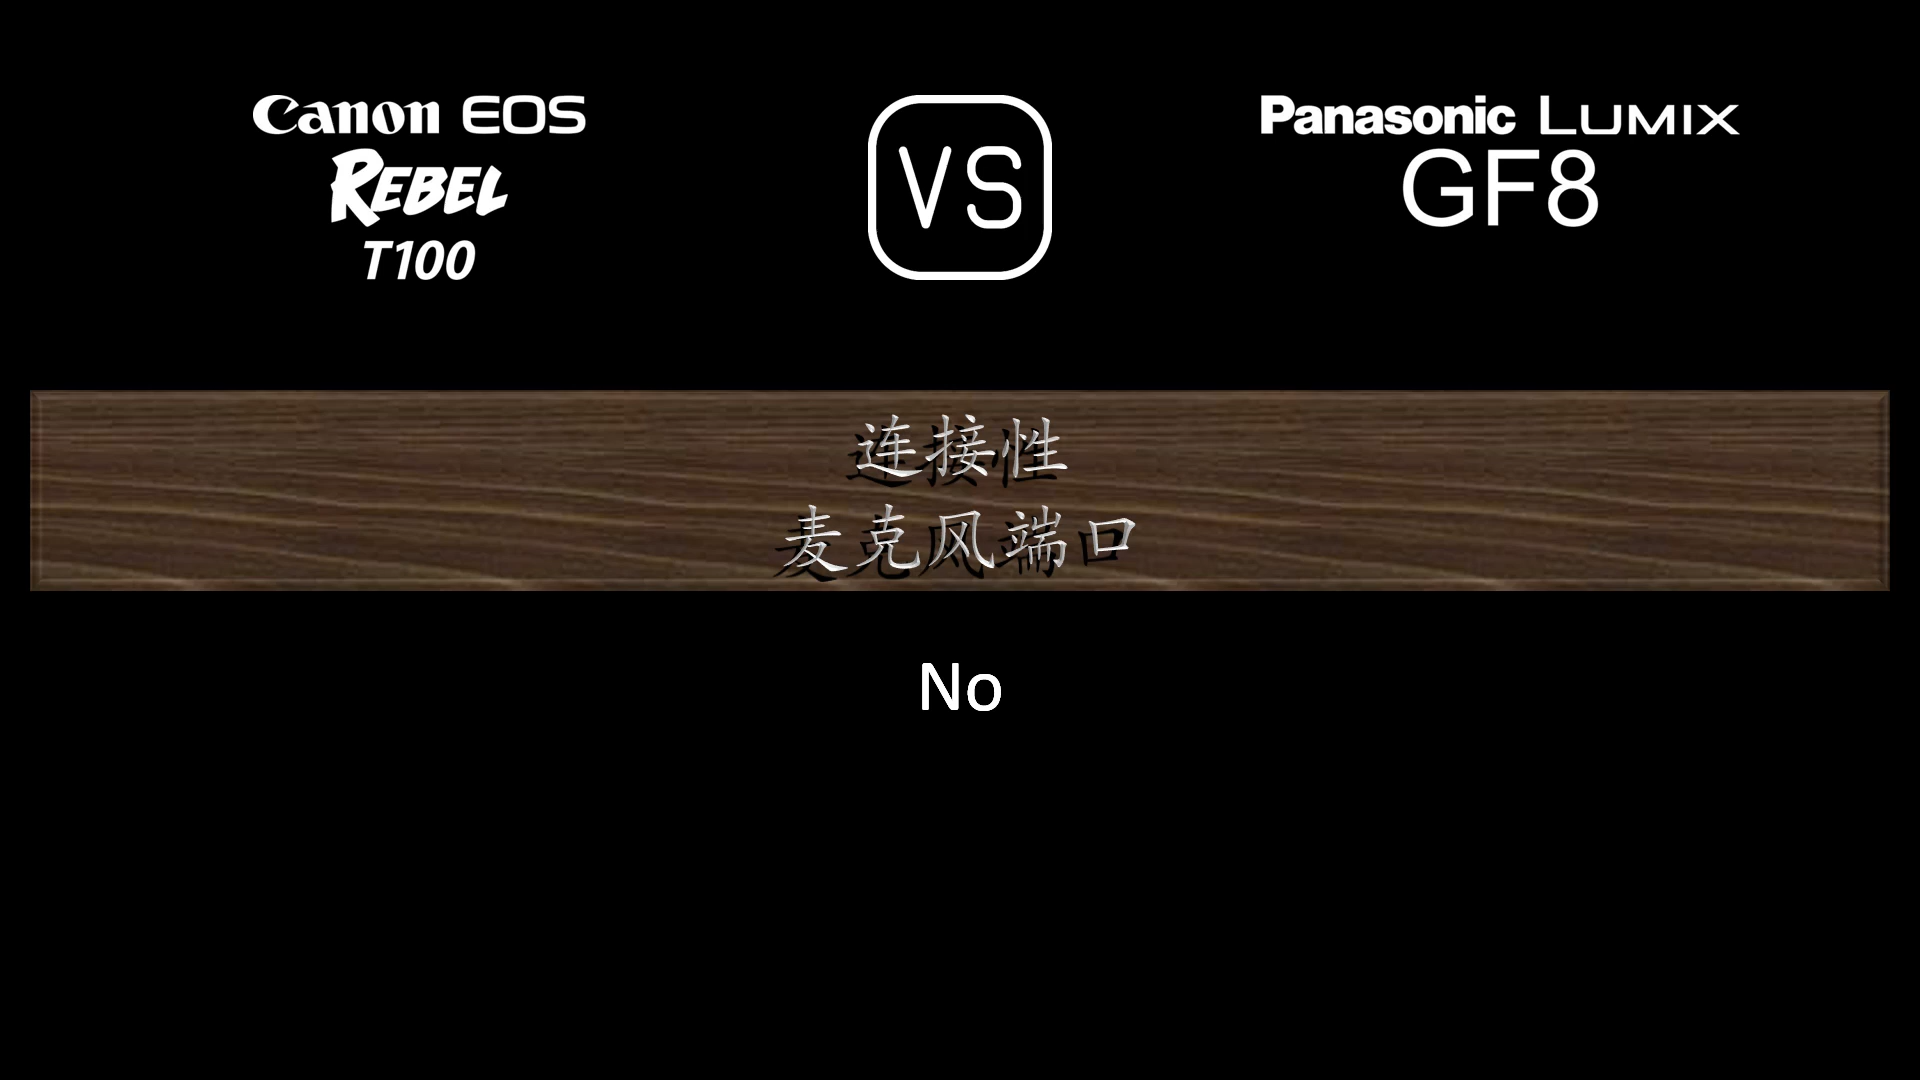 Canon EOS
REBEL
T100
VS
Panasonic LUMIX
GF8
连接性
麦克风端口
No